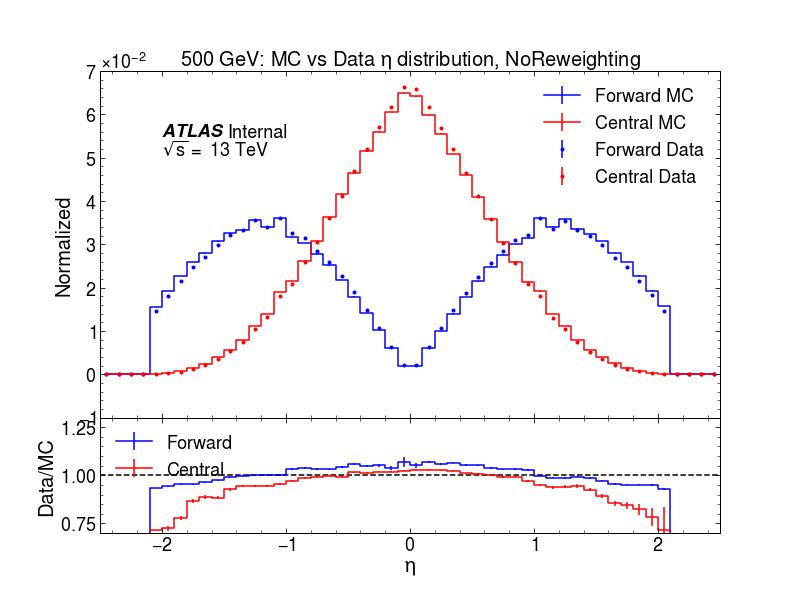 ×10⁻²
500 GeV: MC vs Data η distribution, NoReweighting
7
6
5
4
3
2
1
0
−1
Normalized
ATLAS Internal
√s = 13 TeV
Forward MC
Central MC
Forward Data
Central Data
1.25
1.00
0.75
Data/MC
Forward
Central
−2
−1
0
1
2
η